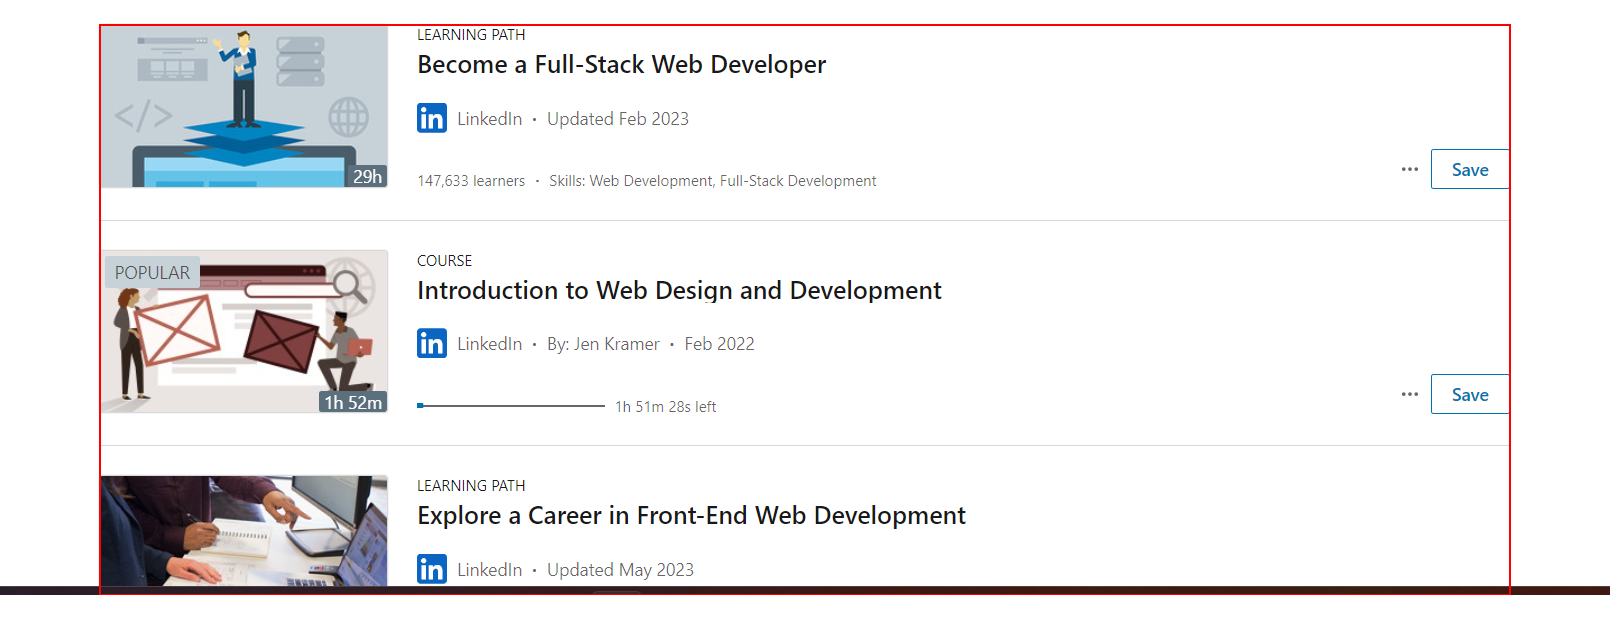 LEARNING PATH
Become a Full-Stack Web Developer
in LinkedIn • Updated Feb 2023
29h
147,633 learners • Skills: Web Development, Full-Stack Development
... Save
POPULAR
COURSE
Introduction to Web Design and Development
in LinkedIn • By: Jen Kramer • Feb 2022
1h 52m
1h 51m 28s left
... Save
LEARNING PATH
Explore a Career in Front-End Web Development
in LinkedIn • Updated May 2023